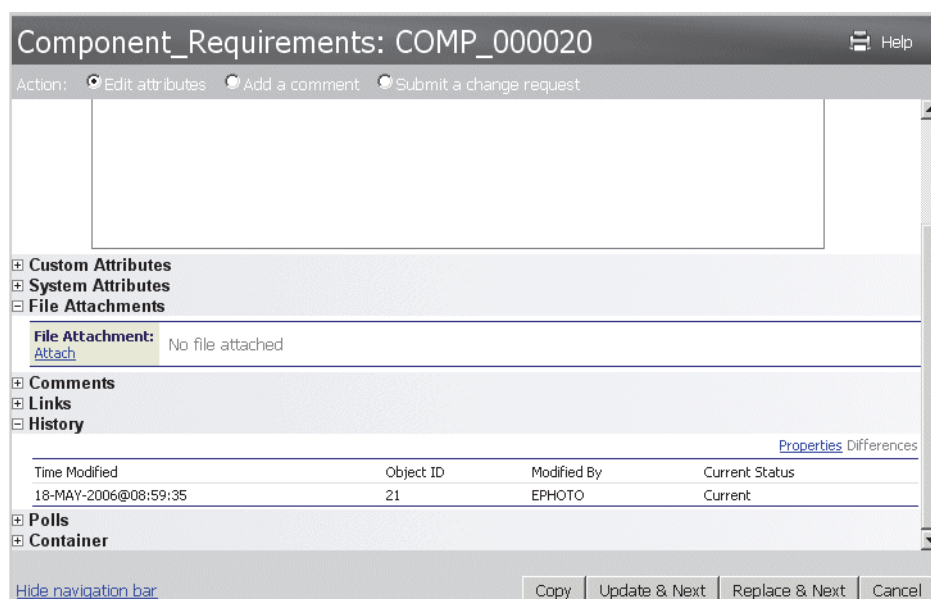 Component_Requirements: COMP_000020 Help
Action: Edit attributes Add a comment Submit a change request
Custom Attributes
System Attributes
File Attachments
File Attachment: No file attached
Attach
Comments
Links
History
Properties Differences
Time Modified Object ID Modified By Current Status
18-MAY-2006@08:59:35 21 EPHOTO Current
Polls
Container
Hide navigation bar Copy Update & Next Replace & Next Cancel